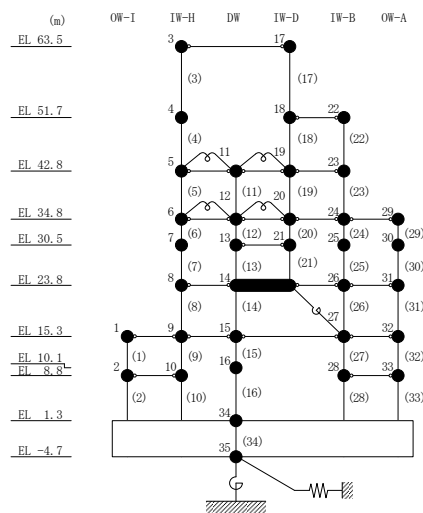 (m) OW-I IW-H DW IW-D IW-B OW-A
EL 63.5 3 17
(3) (17)
EL 51.7 4 18 22
(4) (18) (22)
EL 42.8 5 11 19 23
(5) (11) (19) (23)
EL 34.8 6 12 20 24 29
(6) (12) (20) (24) (29)
EL 30.5 7 13 21 25 30
(7) (13) (21) (25) (30)
EL 23.8 8 14 26 31
(8) (14) (26) (31)
27
EL 15.3 1 9 15 32
(1) (9) (15) (27) (32)
EL 10.1 16
EL 8.8 2 10 28 33
(2) (10) (16) (28) (33)
EL 1.3 34
(34)
EL -4.7 35